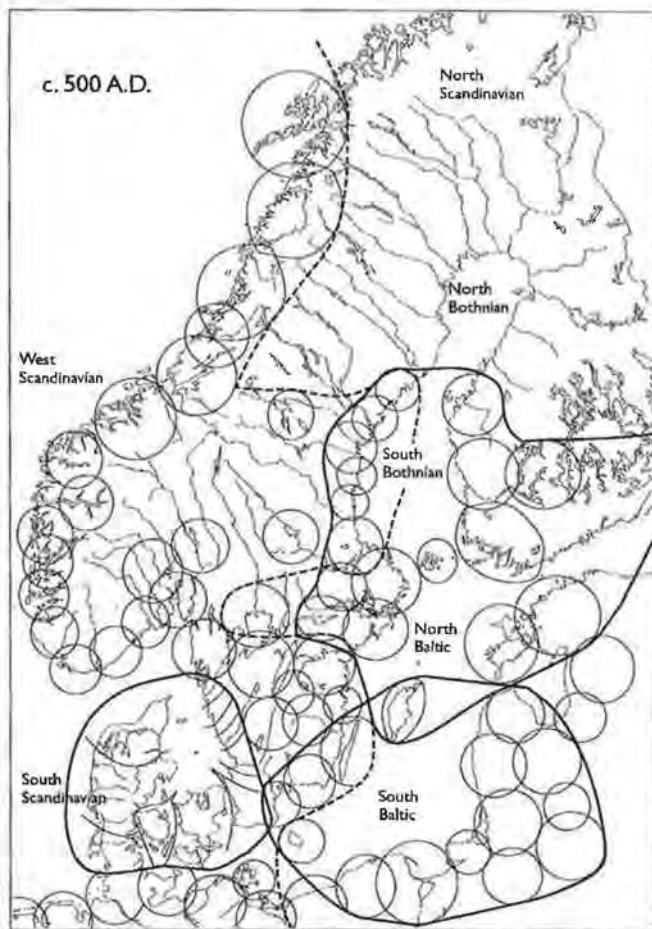 c. 500 A.D.
North
Scandinavian
North
Bothnian
West
Scandinavian
South
Bothnian
North
Baltic
South
Scandinavian
South
Baltic